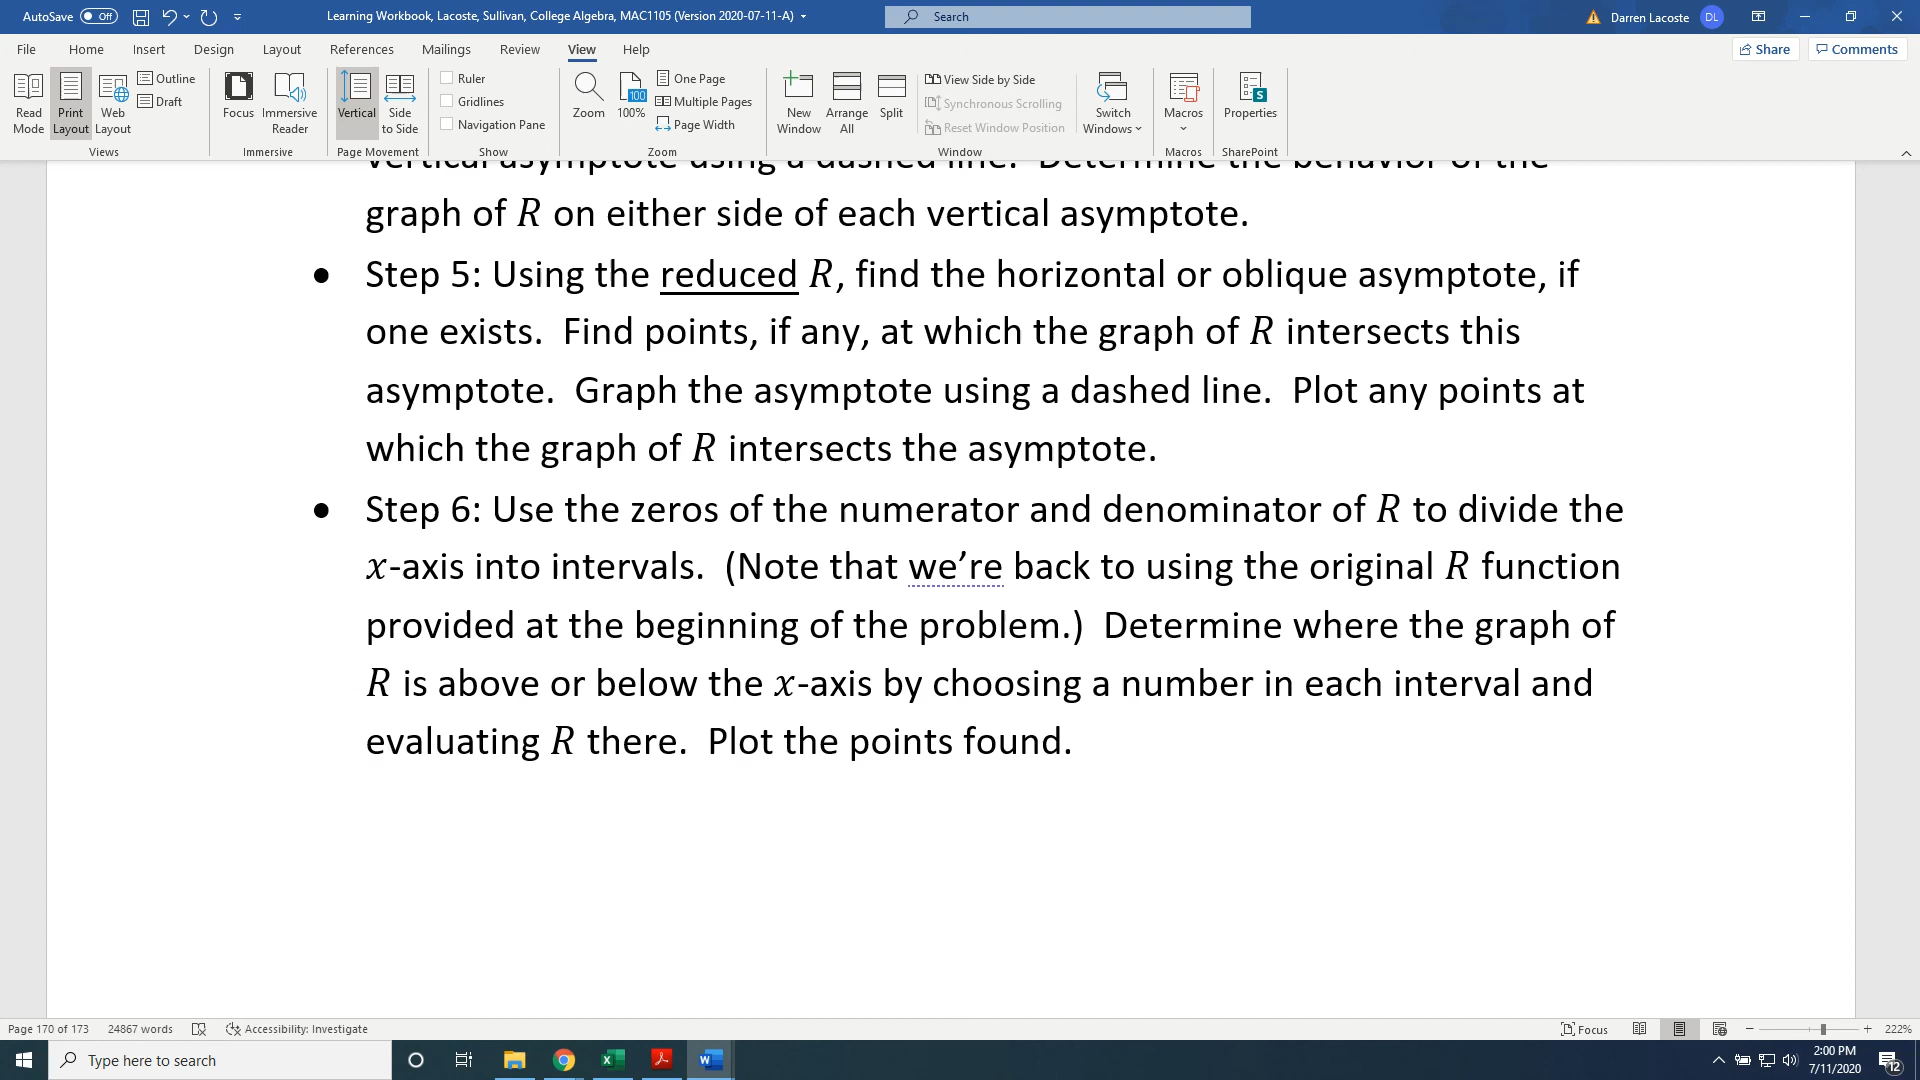 AutoSave Off Learning Workbook, Lacoste, Sullivan, College Algebra, MAC1105 (Version 2020-07-11-A) Search Darren Lacoste DL
File Home Insert Design Layout References Mailings Review View Help Share Comments
Read Mode
Print Layout
Web Layout
Outline
Draft
Views
Focus
Immersive Reader
Immersive
Vertical
Side to Side
Page Movement
Ruler
Gridlines
Navigation Pane
Show
Zoom
100
100%
One Page
Multiple Pages
Page Width
Zoom
New Window
Arrange All
Split
View Side by Side
Synchronous Scrolling
Reset Window Position
Switch Windows
Window
Macros
Macros
S
Properties
SharePoint
vertical asymptote using a dashed line. Determine the behavior of the
graph of R on either side of each vertical asymptote.
● Step 5: Using the reduced R, find the horizontal or oblique asymptote, if
one exists. Find points, if any, at which the graph of R intersects this
asymptote. Graph the asymptote using a dashed line. Plot any points at
which the graph of R intersects the asymptote.
● Step 6: Use the zeros of the numerator and denominator of R to divide the
x-axis into intervals. (Note that we’re back to using the original R function
provided at the beginning of the problem.) Determine where the graph of
R is above or below the x-axis by choosing a number in each interval and
evaluating R there. Plot the points found.
Page 170 of 173 24867 words Accessibility: Investigate Focus 222%
Type here to search
2:00 PM
7/11/2020
12